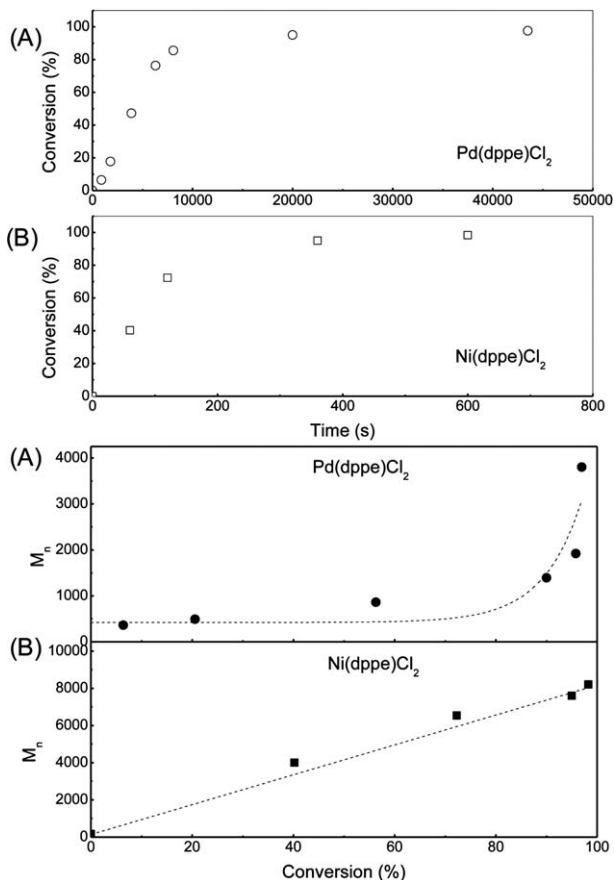 (A)
Conversion (%)
100
80
60
40
20
0
Pd(dppe)Cl₂
0 10000 20000 30000 40000 50000
(B)
Conversion (%)
100
80
60
40
20
0
Ni(dppe)Cl₂
0 200 400 600 800
Time (s)
(A)
Mₙ
4000
3000
2000
1000
0
Pd(dppe)Cl₂
(B)
Mₙ
10000
8000
6000
4000
2000
0
Ni(dppe)Cl₂
0 20 40 60 80 100
Conversion (%)